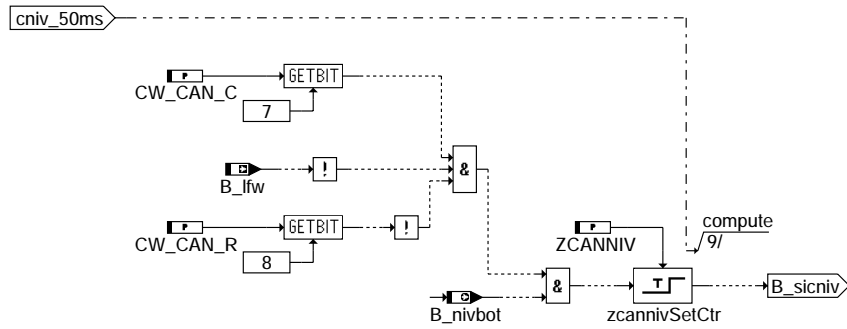 cniv_50ms
P
GETBIT
CW_CAN_C
7
&
!
B_lfw
P
GETBIT
!
CW_CAN_R
8
P
compute
ZCANNIV
9/
&
T
B_sicniv
B_nivbot
zcannivSetCtr